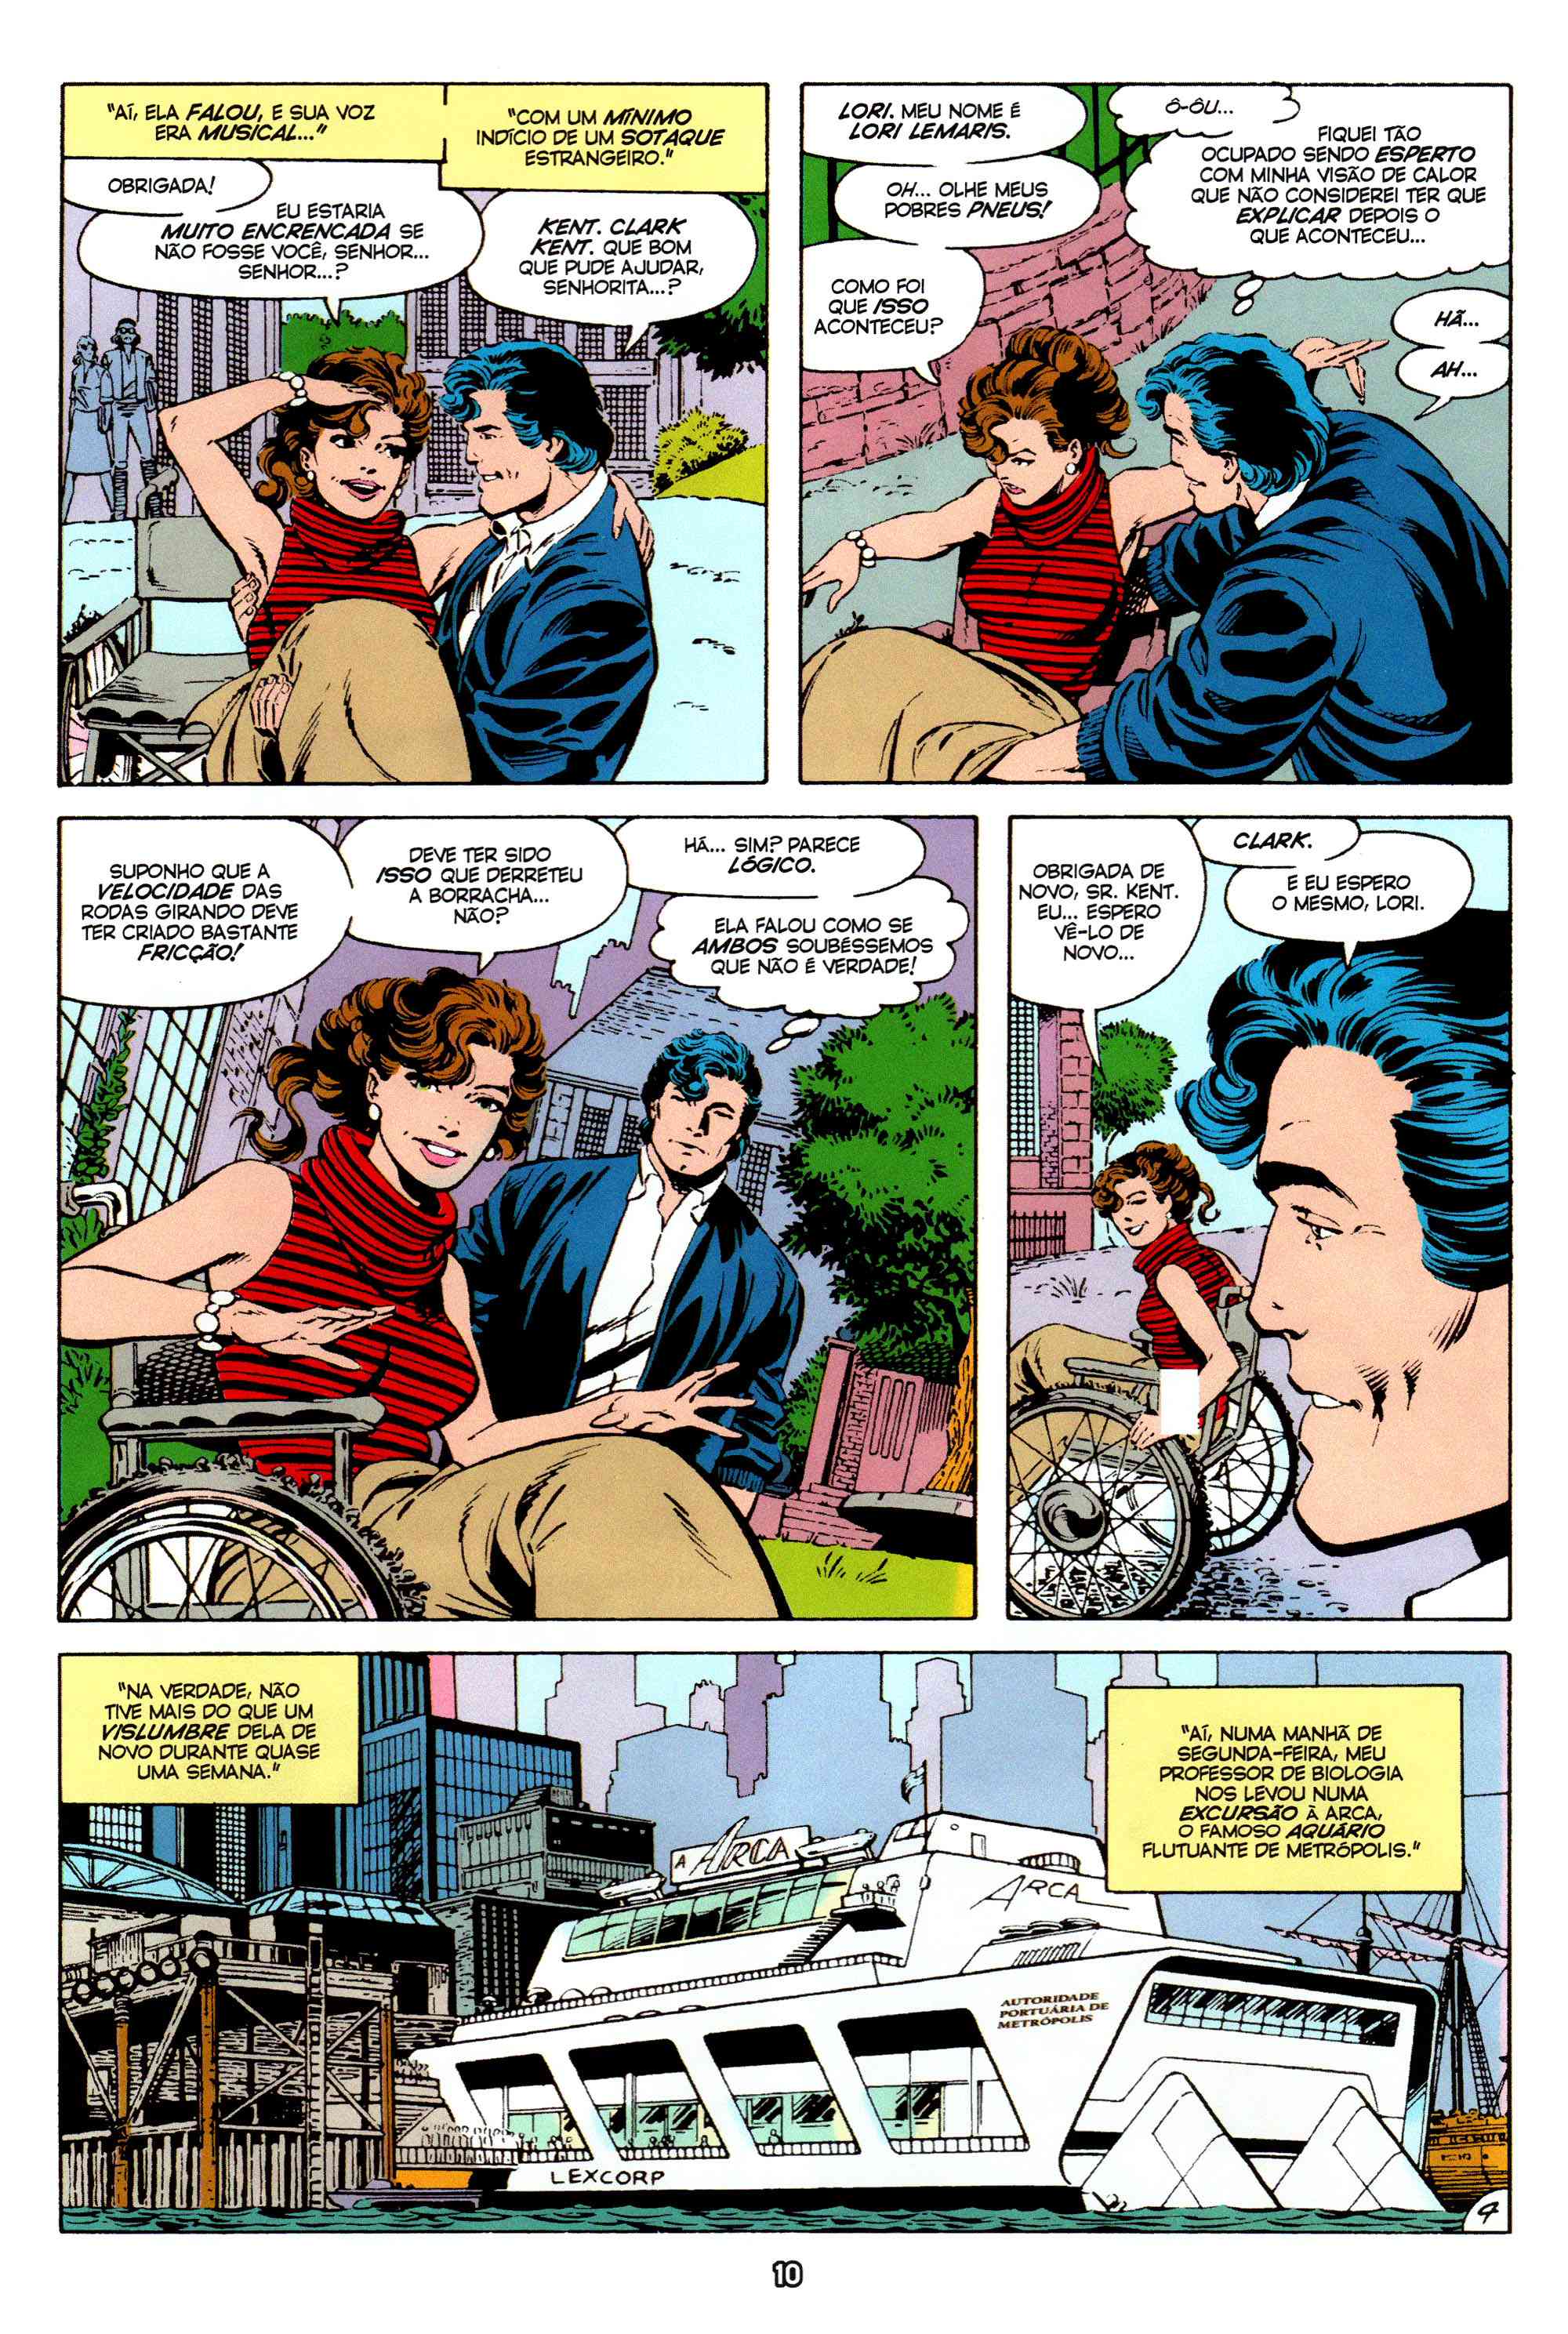 "AÍ, ELA FALOU, E SUA VOZ
ERA MUSICAL..."
"COM UM MÍNIMO
INDÍCIO DE UM SOTAQUE
ESTRANGEIRO."
OBRIGADA!
EU ESTARIA
MUITO ENCRENCADA SE
NÃO FOSSE VOCÊ, SENHOR...
SENHOR...?
KENT. CLARK
KENT. QUE BOM
QUE PUDE AJUDAR,
SENHORITA...?
LORI. MEU NOME É
LORI LEMARIS.
OH... OLHE MEUS
POBRES PNEUS!
COMO FOI
QUE ISSO
ACONTECEU?
Ô-ÔU...
FIQUEI TÃO
OCUPADO SENDO ESPERTO
COM MINHA VISÃO DE CALOR
QUE NÃO CONSIDEREI TER QUE
EXPLICAR DEPOIS O
QUE ACONTECEU...
HÃ...
AH...
SUPONHO QUE A
VELOCIDADE DAS
RODAS GIRANDO DEVE
TER CRIADO BASTANTE
FRICÇÃO!
DEVE TER SIDO
ISSO QUE DERRETEU
A BORRACHA...
NÃO?
HÁ... SIM? PARECE
LÓGICO.
ELA FALOU COMO SE
AMBOS SOUBÉSSEMOS
QUE NÃO É VERDADE!
OBRIGADA DE
NOVO, SR. KENT.
EU... ESPERO
VÊ-LO DE
NOVO...
CLARK.
E EU ESPERO
O MESMO, LORI.
"NA VERDADE, NÃO
TIVE MAIS DO QUE UM
VISLUMBRE DELA DE
NOVO DURANTE QUASE
UMA SEMANA."
"AÍ, NUMA MANHÃ DE
SEGUNDA-FEIRA, MEU
PROFESSOR DE BIOLOGIA
NOS LEVOU NUMA
EXCURSÃO À ARCA,
O FAMOSO AQUÁRIO
FLUTUANTE DE METRÓPOLIS."
A ARCA
ARCA
AUTORIDADE
PORTUÁRIA DE
METRÓPOLIS
LEXCORP
4
10